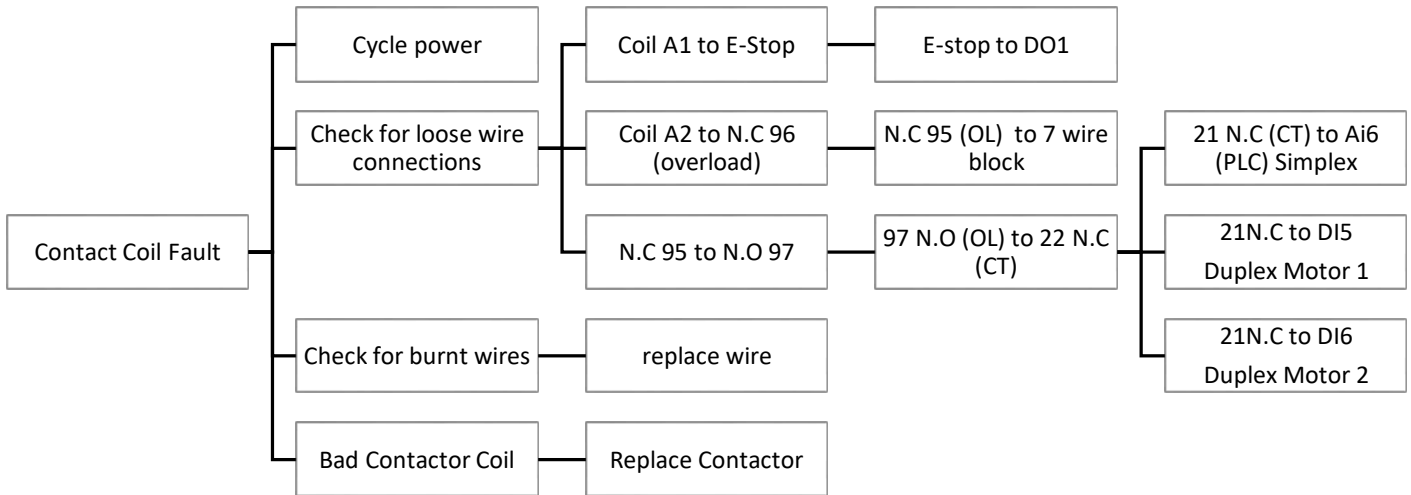 Cycle power
Coil A1 to E-Stop
E-stop to DO1
Check for loose wire
connections
Coil A2 to N.C 96
(overload)
N.C 95 (OL) to 7 wire
block
21 N.C (CT) to Ai6
(PLC) Simplex
Contact Coil Fault
N.C 95 to N.O 97
97 N.O (OL) to 22 N.C
(CT)
21N.C to DI5
Duplex Motor 1
Check for burnt wires
replace wire
21N.C to DI6
Duplex Motor 2
Bad Contactor Coil
Replace Contactor